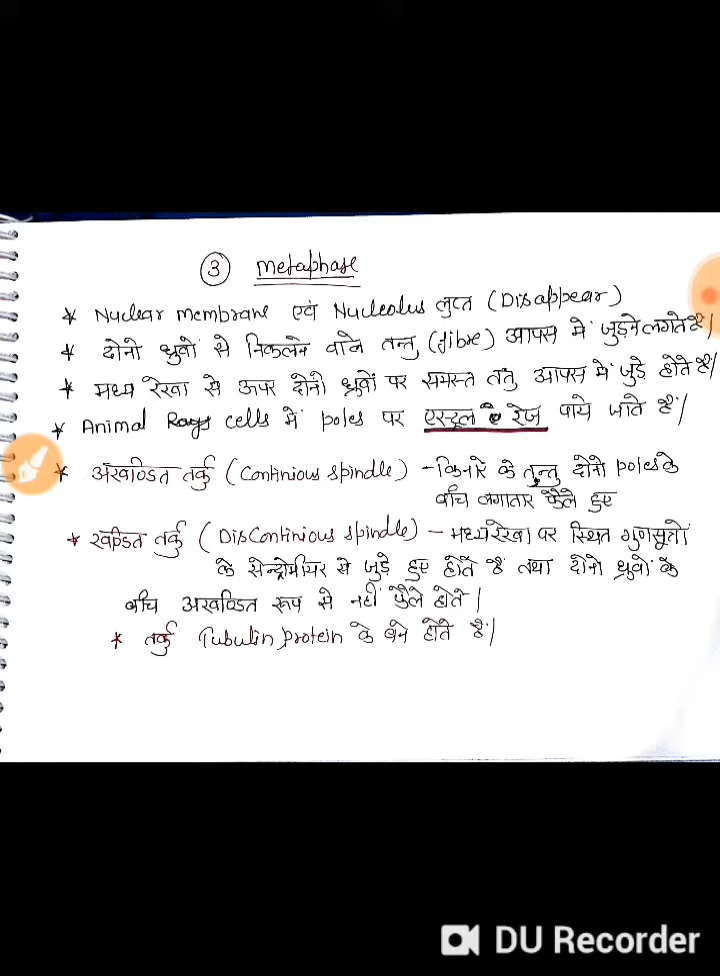 ③ metaphase
* Nuclear membrane एवं Nucleolus लुप्त (Disappear)
* दोनो ध्रुवों से निकलने वाले तन्तु (fibre) आपस में जुड़ने लगते हैं|
* मध्य रेखा से ऊपर दोनों ध्रुवों पर समस्त तंतु आपस में जुड़े होते हैं|
* Animal cells में poles पर एस्ट्रल रेज पाये जाते हैं|
* अखण्डित तर्कु (Continious spindle) - किनारे के तन्तु दोनो poles के
बीच लगातार फैले हुए
* खण्डित तर्कु (DisContinious spindle) - मध्य रेखा पर स्थित गुणसूत्रो
के सेन्ट्रोमीयर से जुड़े हुए होते हैं तथा दोनो ध्रुवों के
बीच अखण्डित रूप से नहीं फैले होते|
* तर्कु Tubulin protein के बने होते हैं|
DU Recorder